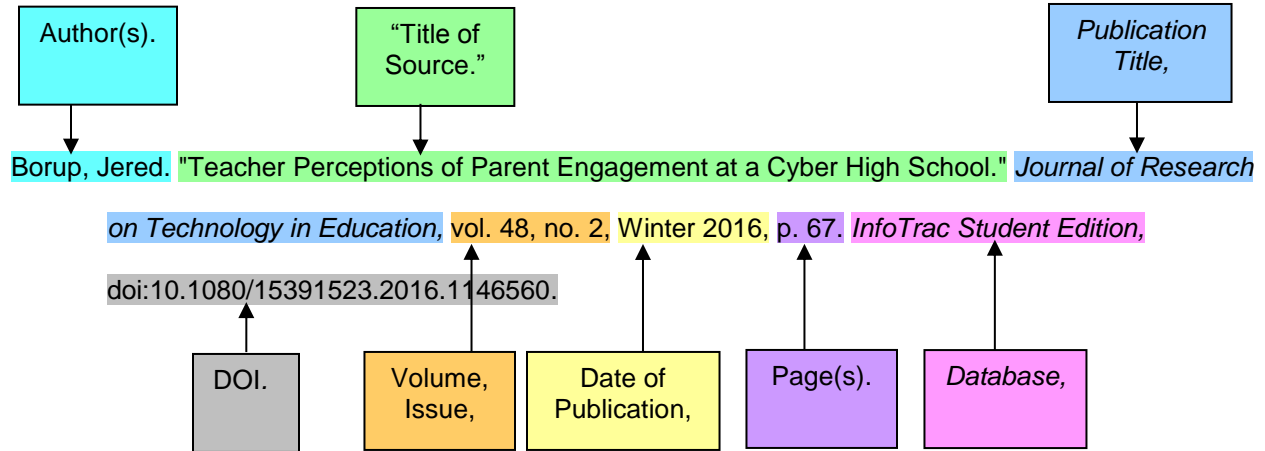 Author(s).
“Title of
Source.”
Publication
Title,
Borup, Jered. "Teacher Perceptions of Parent Engagement at a Cyber High School." Journal of Research
on Technology in Education, vol. 48, no. 2, Winter 2016, p. 67. InfoTrac Student Edition,
doi:10.1080/15391523.2016.1146560.
DOI.
Volume,
Issue,
Date of
Publication,
Page(s).
Database,